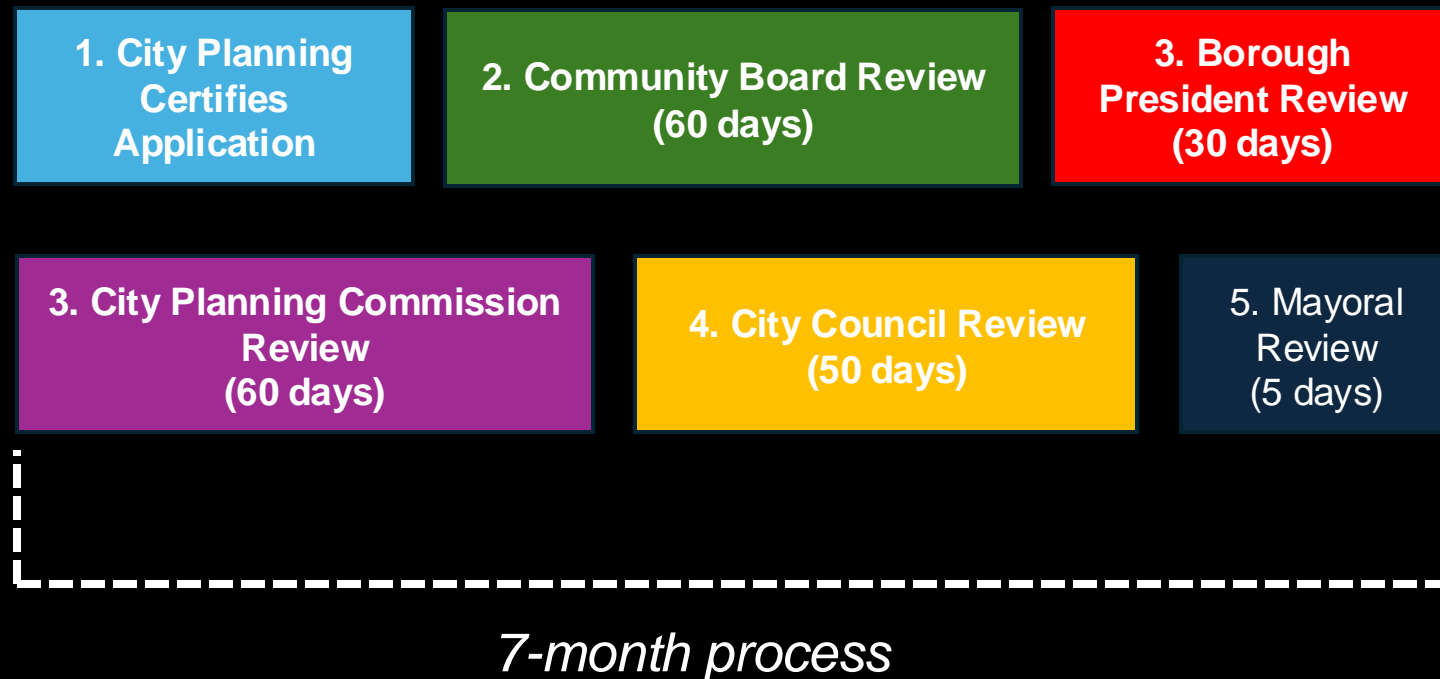 1. City Planning
Certifies
Application
2. Community Board Review
(60 days)
3. Borough
President Review
(30 days)
3. City Planning Commission
Review
(60 days)
4. City Council Review
(50 days)
5. Mayoral
Review
(5 days)
7-month process